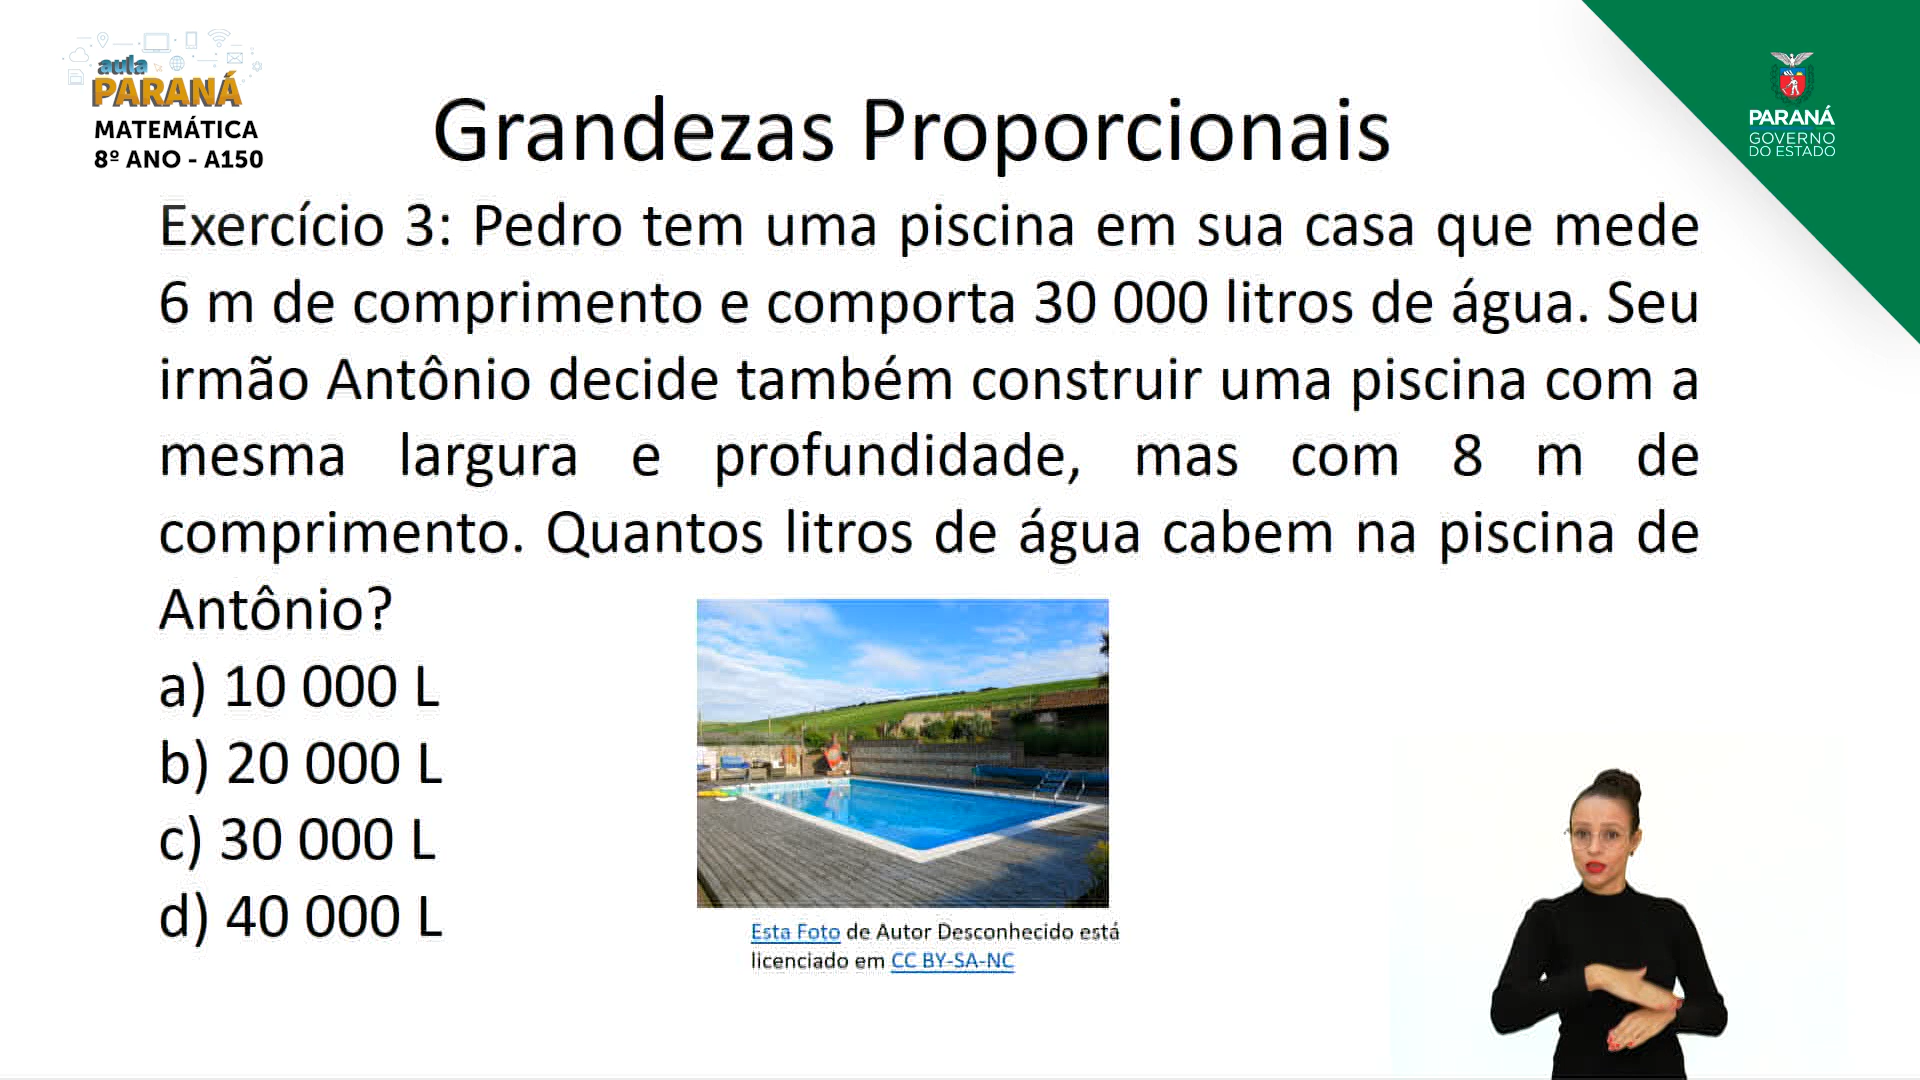 aula
PARANÁ
MATEMÁTICA
8º ANO - A150
PARANÁ
GOVERNO
DO ESTADO
Grandezas Proporcionais
Exercício 3: Pedro tem uma piscina em sua casa que mede
6 m de comprimento e comporta 30 000 litros de água. Seu
irmão Antônio decide também construir uma piscina com a
mesma largura e profundidade, mas com 8 m de
comprimento. Quantos litros de água cabem na piscina de
Antônio?
a) 10 000 L
b) 20 000 L
c) 30 000 L
d) 40 000 L
Esta Foto de Autor Desconhecido está
licenciado em CC BY-SA-NC